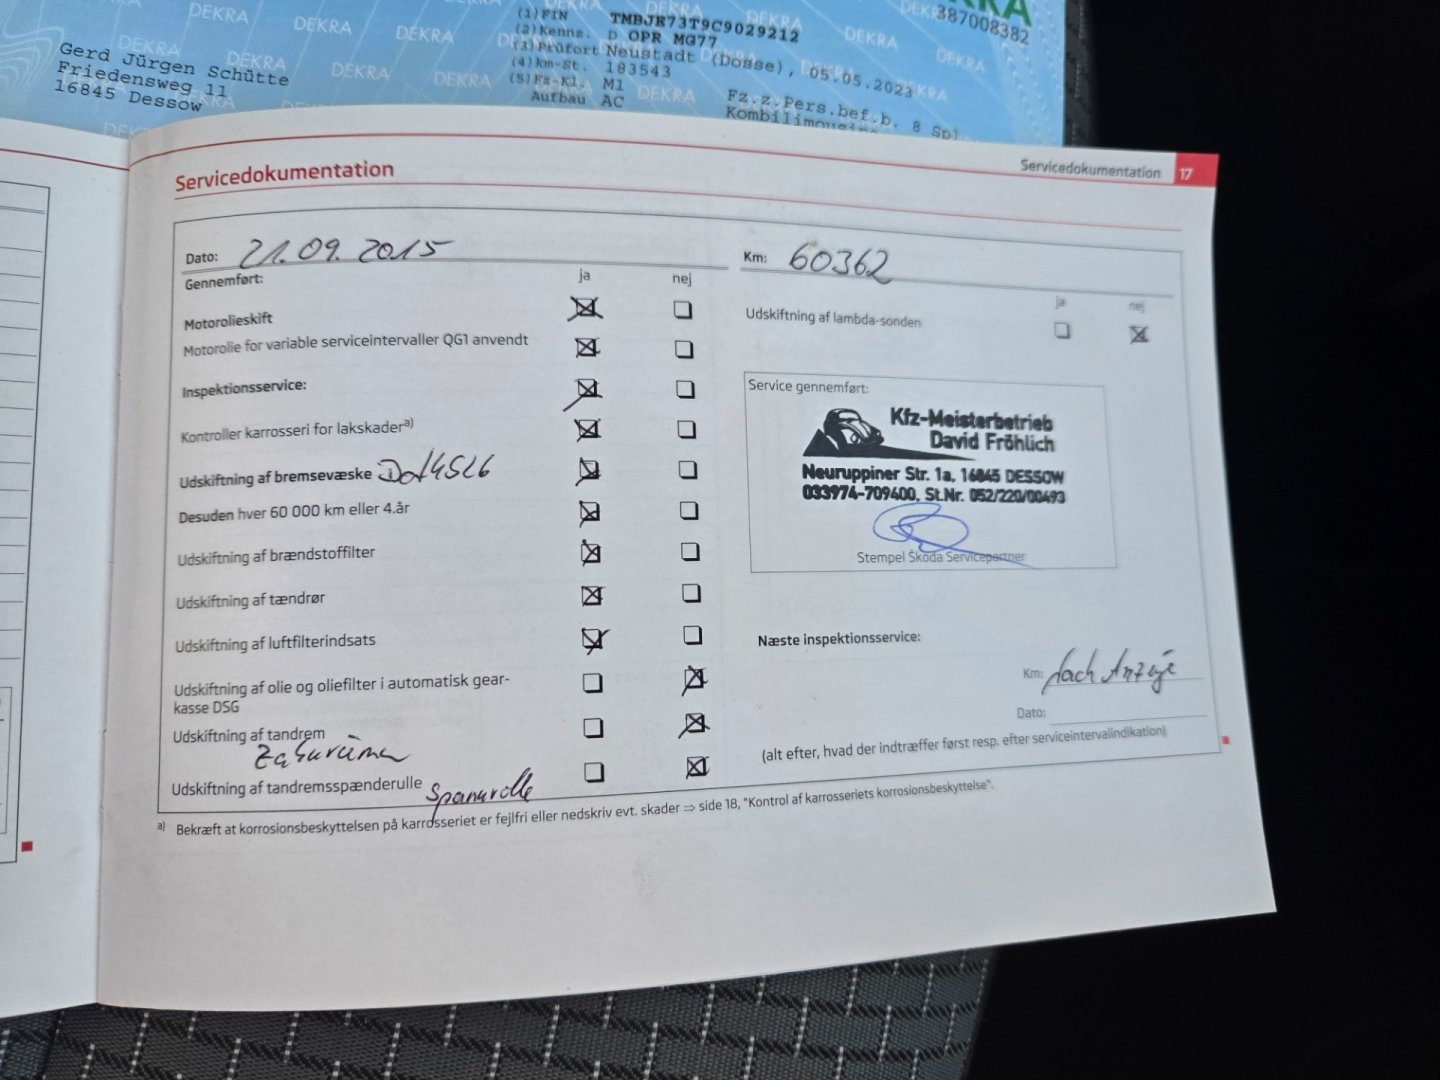 DEKRA
387008382
(1) FIN TMBJR73T9C9029212
(2) Kennz. D OPR MG77
(3) Prüfort Neustadt (Dosse), 05.05.2023
(4) km-St. 183543
(5) Fz-Kl. M1
Aufbau AC
Fz.z.Pers.bef.b. 8 Spl.
Kombilimousine
Gerd Jürgen Schütte
Friedensweg 11
16845 Dessow
Servicedokumentation
Servicedokumentation 17
Dato: 21.09.2015
Km: 60362
Gennemført: ja nej
Motorolieskift
Motorolie for variable serviceintervaller QG1 anvendt
Inspektionsservice:
Kontroller karrosseri for lakskader a)
Udskiftning af bremsevæske Dot4SL6
Desuden hver 60 000 km eller 4.år
Udskiftning af brændstoffilter
Udskiftning af tændrør
Udskiftning af luftfilterindsats
Udskiftning af olie og oliefilter i automatisk gear-
kasse DSG
Udskiftning af tandrem
Zahnriemen
Udskiftning af tandremsspænderulle Spannrolle
ja nej
Udskiftning af lambda-sonden
Service gennemført:
Kfz-Meisterbetrieb
David Fröhlich
Neuruppiner Str. 1a, 16845 DESSOW
033974-709400, St.Nr. 052/220/00493
Stempel Škoda Servicepartner
Næste inspektionsservice:
Km: Nach Anzeige
Dato:
(alt efter, hvad der indtræffer først resp. efter serviceintervalindikation)
a) Bekræft at korrosionsbeskyttelsen på karrosseriet er fejlfri eller nedskriv evt. skader ⇒ side 18, "Kontrol af karrosseriets korrosionsbeskyttelse".